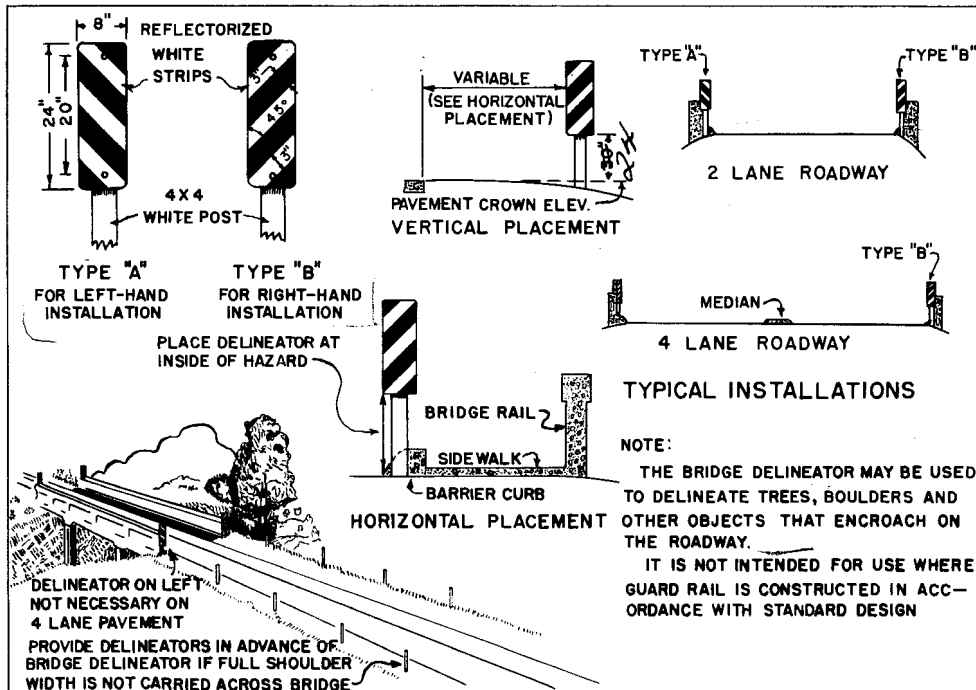 8"
REFLECTORIZED
WHITE
STRIPS
24"
20"
3"
45°
3"
4 X 4
WHITE POST
TYPE "A"
FOR LEFT-HAND
INSTALLATION
TYPE "B"
FOR RIGHT-HAND
INSTALLATION
VARIABLE
(SEE HORIZONTAL
PLACEMENT)
30"
24
PAVEMENT CROWN ELEV.
VERTICAL PLACEMENT
TYPE "A"
TYPE "B"
2 LANE ROADWAY
TYPE "B"
MEDIAN
4 LANE ROADWAY
TYPICAL INSTALLATIONS
PLACE DELINEATOR AT
INSIDE OF HAZARD
BRIDGE RAIL
SIDEWALK
BARRIER CURB
HORIZONTAL PLACEMENT
NOTE:
THE BRIDGE DELINEATOR MAY BE USED
TO DELINEATE TREES, BOULDERS AND
OTHER OBJECTS THAT ENCROACH ON
THE ROADWAY.
IT IS NOT INTENDED FOR USE WHERE
GUARD RAIL IS CONSTRUCTED IN ACC–
ORDANCE WITH STANDARD DESIGN
DELINEATOR ON LEFT
NOT NECESSARY ON
4 LANE PAVEMENT
PROVIDE DELINEATORS IN ADVANCE OF
BRIDGE DELINEATOR IF FULL SHOULDER
WIDTH IS NOT CARRIED ACROSS BRIDGE